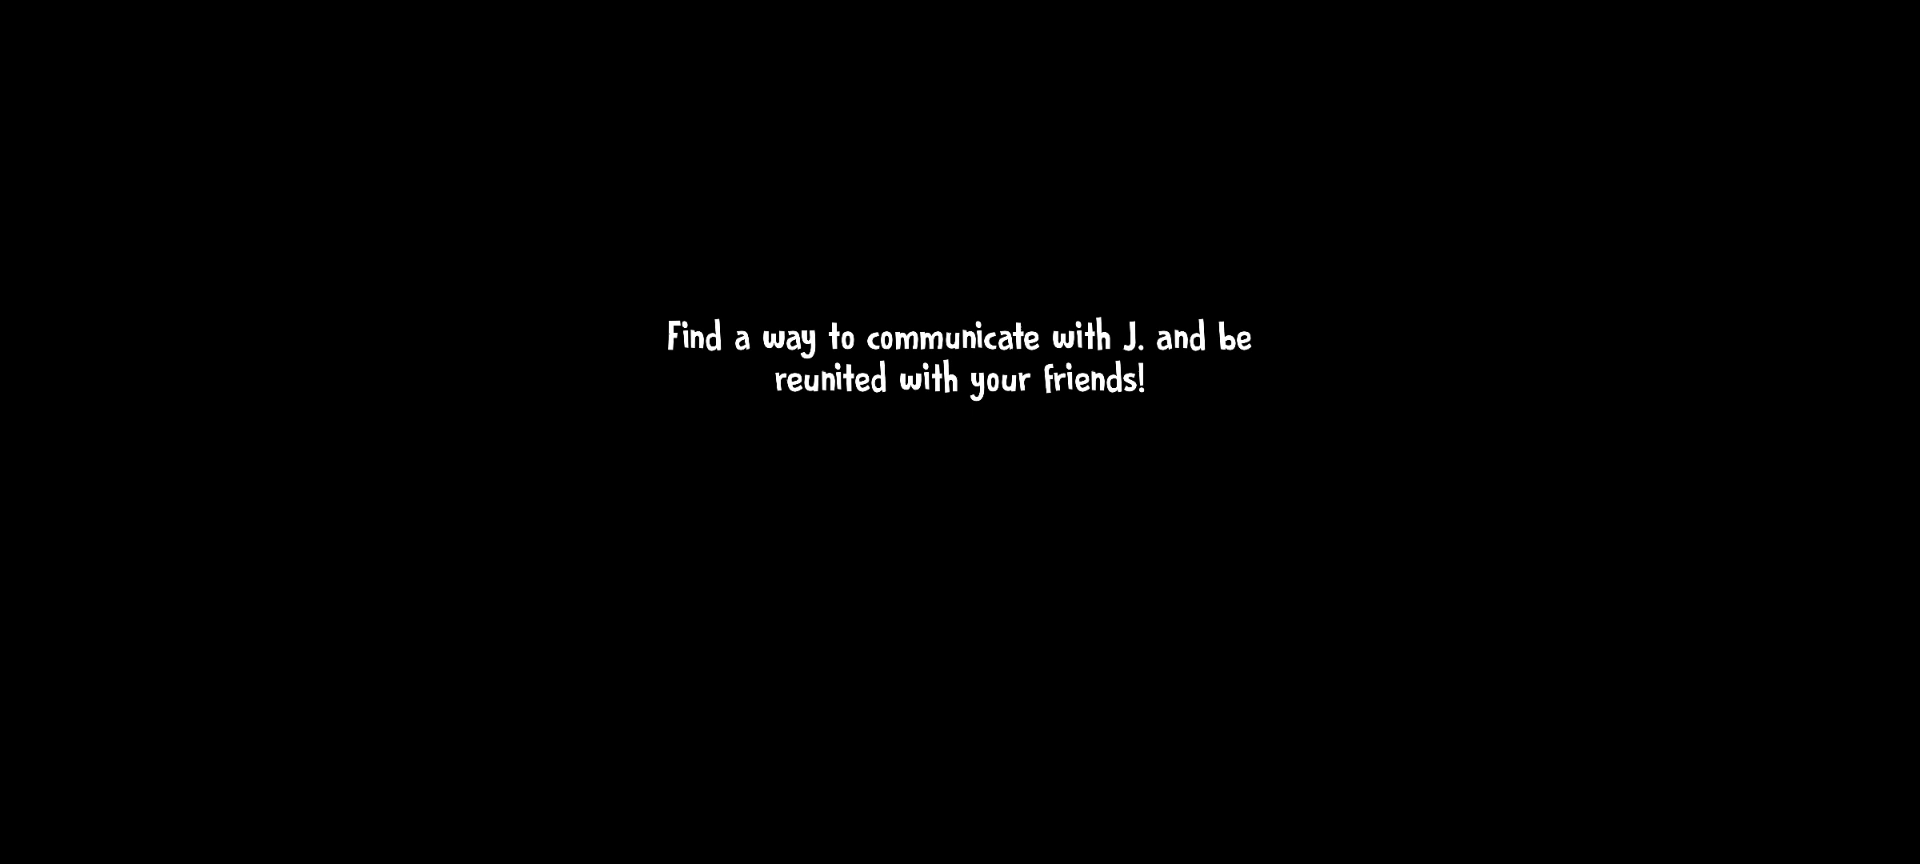 Find a way to communicate with J. and be
reunited with your friends!